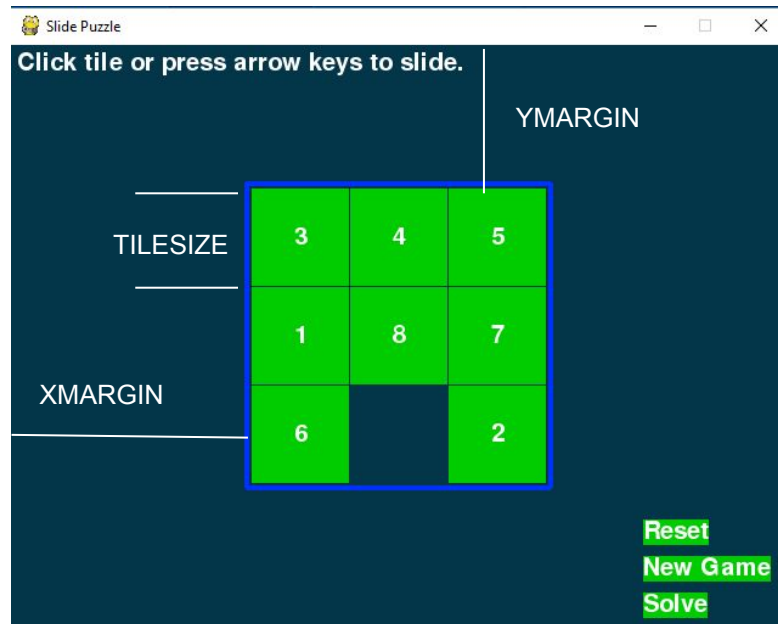 Slide Puzzle
Click tile or press arrow keys to slide.
YMARGIN
TILESIZE
3 4 5
1 8 7
XMARGIN
6 2
Reset
New Game
Solve